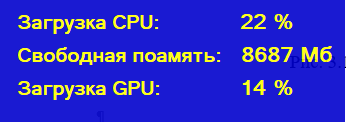 Загрузка CPU: 22 %
Свободная поамять: 8687 Мб
Загрузка GPU: 14 %